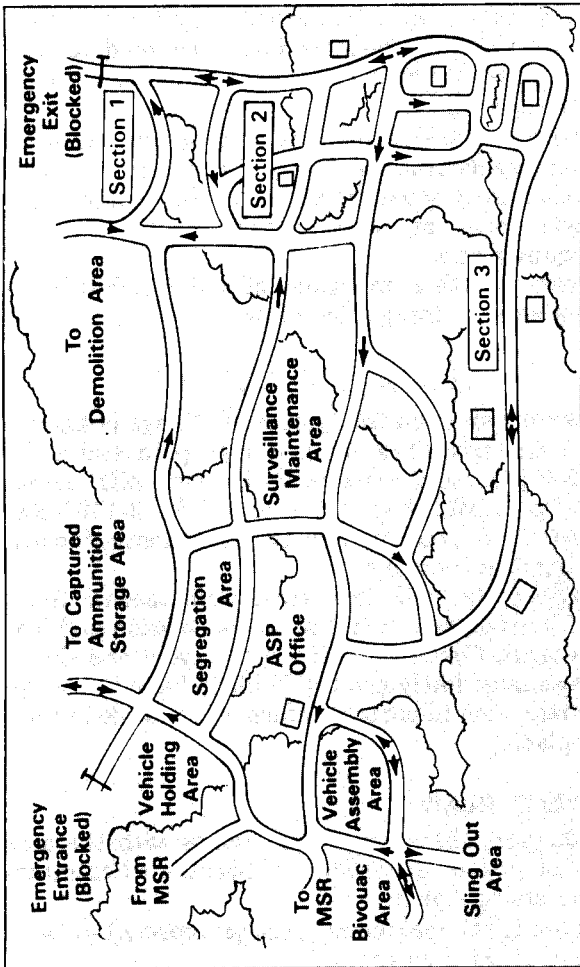 Emergency
Entrance
(Blocked)
To Captured
Ammunition
Storage Area
To
Demolition Area
Emergency
Exit
(Blocked)
Section 1
From
MSR
Vehicle
Holding
Area
Segregation
Area
Section 2
To
MSR
ASP
Office
Surveillance
Maintenance
Area
Bivouac
Area
Vehicle
Assembly
Area
Section 3
Sling Out
Area